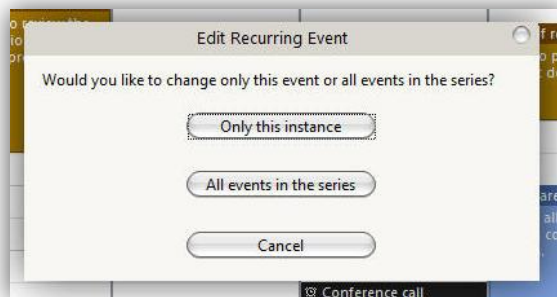 Edit Recurring Event
Would you like to change only this event or all events in the series?
Only this instance
All events in the series
Cancel
Conference call